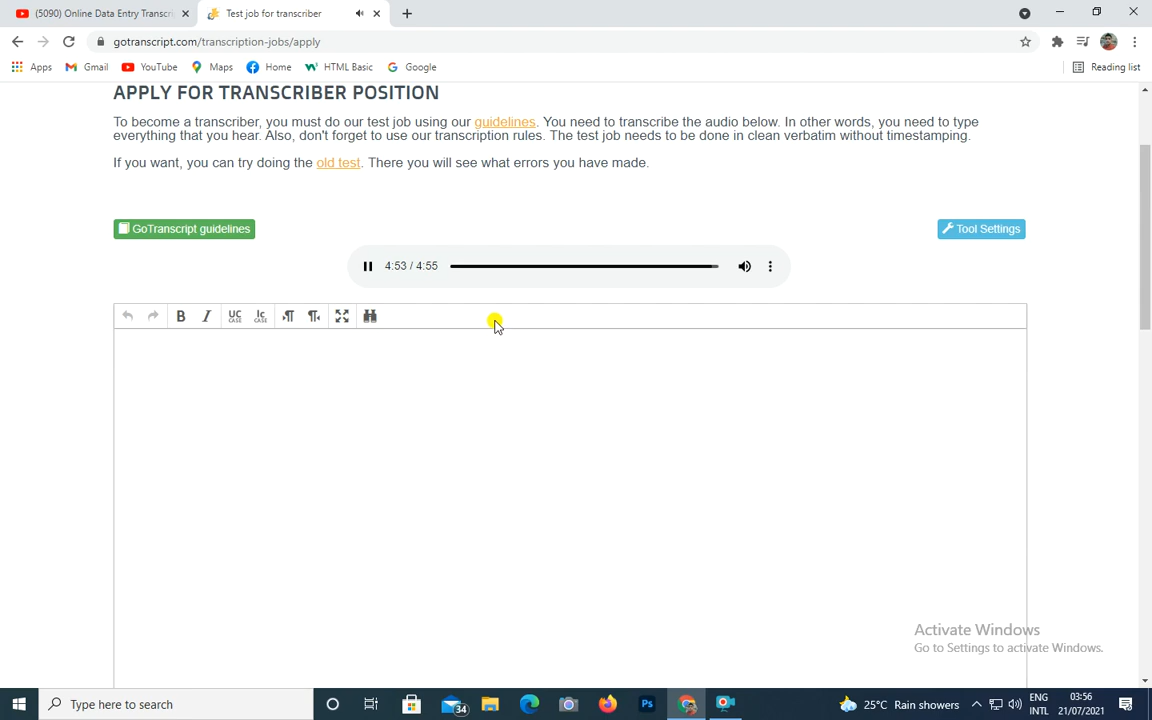 (5090) Online Data Entry Transcri
Test job for transcriber
gotranscript.com/transcription-jobs/apply
Apps
Gmail
YouTube
Maps
Home
HTML Basic
Google
Reading list
APPLY FOR TRANSCRIBER POSITION
To become a transcriber, you must do our test job using our guidelines. You need to transcribe the audio below. In other words, you need to type
everything that you hear. Also, don't forget to use our transcription rules. The test job needs to be done in clean verbatim without timestamping.
If you want, you can try doing the old test. There you will see what errors you have made.
GoTranscript guidelines
Tool Settings
4:53 / 4:55
B
I
UC
CASE
lc
CASE
Activate Windows
Go to Settings to activate Windows.
Type here to search
34
Ps
25°C Rain showers
ENG
INTL
03:56
21/07/2021